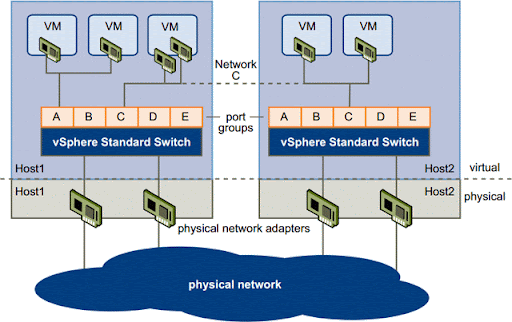 VM
VM
VM
VM
VM
Network
C
A B C D E
port
groups
A B C D E
vSphere Standard Switch
vSphere Standard Switch
Host1
Host2
virtual
Host1
Host2
physical
physical network adapters
physical network